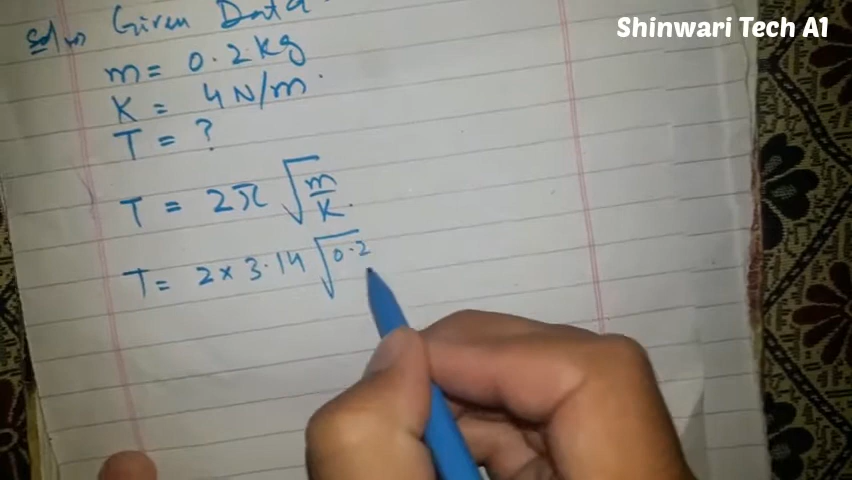 Shinwari Tech A1
Sol Given Data
m = 0.2 kg
K = 4 N/m.
T = ?
T = 2π √m/K.
T = 2 × 3.14 √0.2